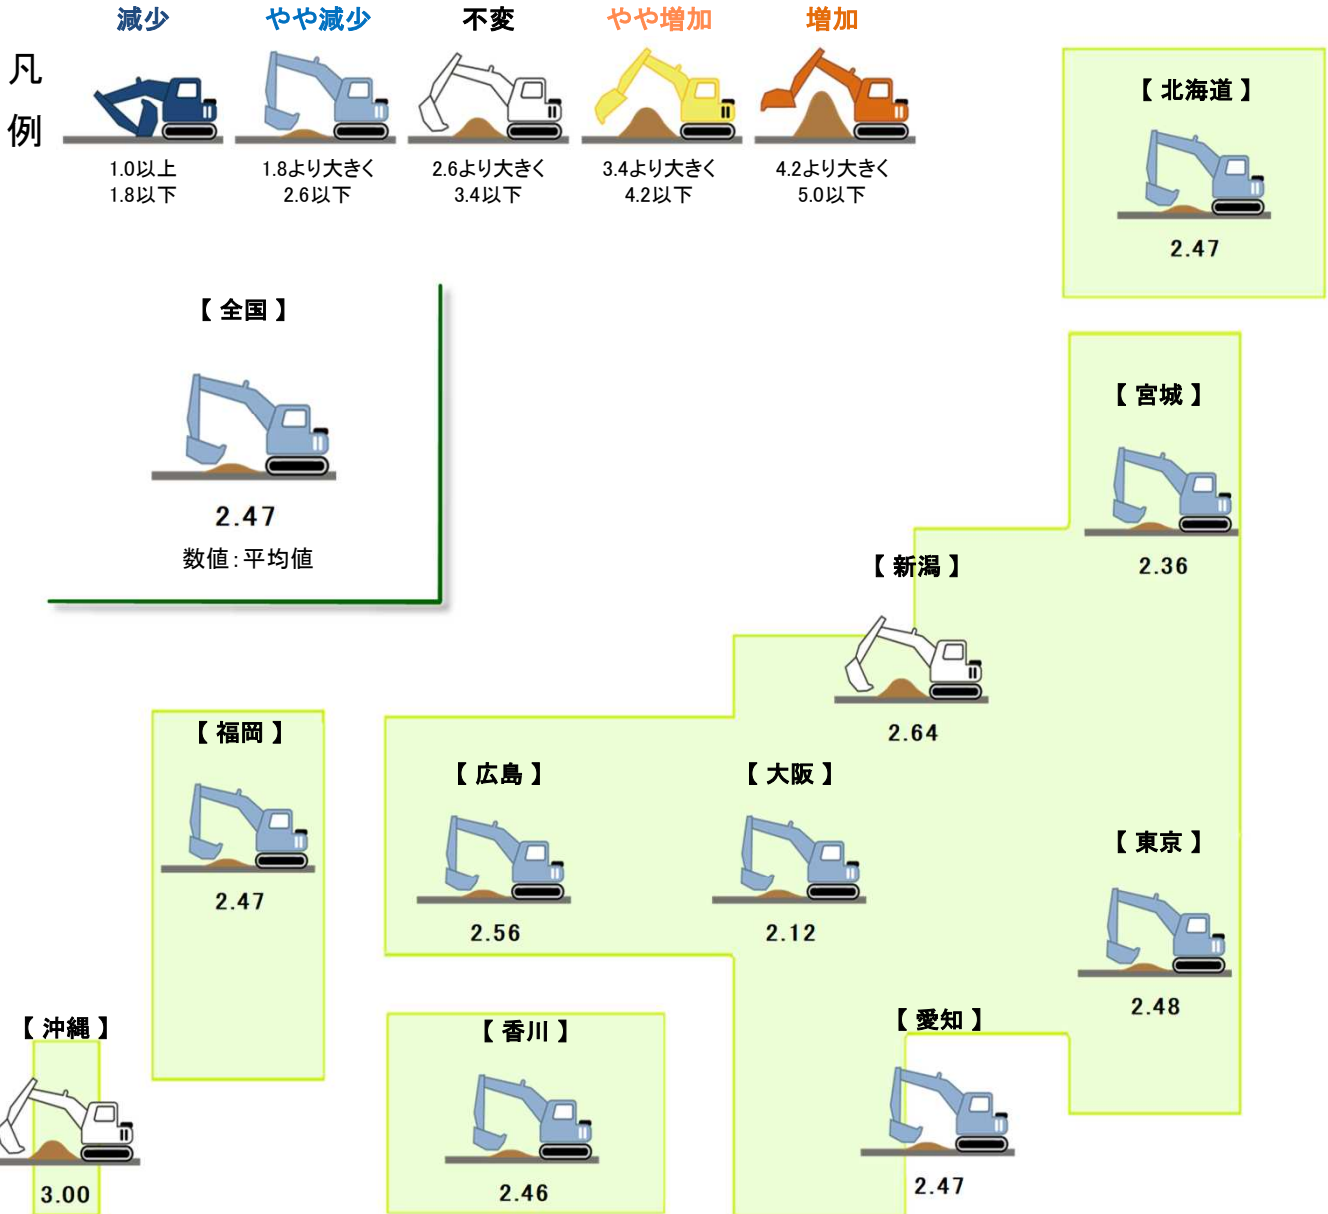 減少
やや減少
不変
やや増加
増加
凡
例
1.0以上
1.8以下
1.8より大きく
2.6以下
2.6より大きく
3.4以下
3.4より大きく
4.2以下
4.2より大きく
5.0以下
【 北海道 】
2.47
【 全国 】
2.47
数値：平均値
【 宮城 】
2.36
【 新潟 】
2.64
【 福岡 】
2.47
【 広島 】
2.56
【 大阪 】
2.12
【 東京 】
2.48
【 沖縄 】
3.00
【 香川 】
2.46
【 愛知 】
2.47